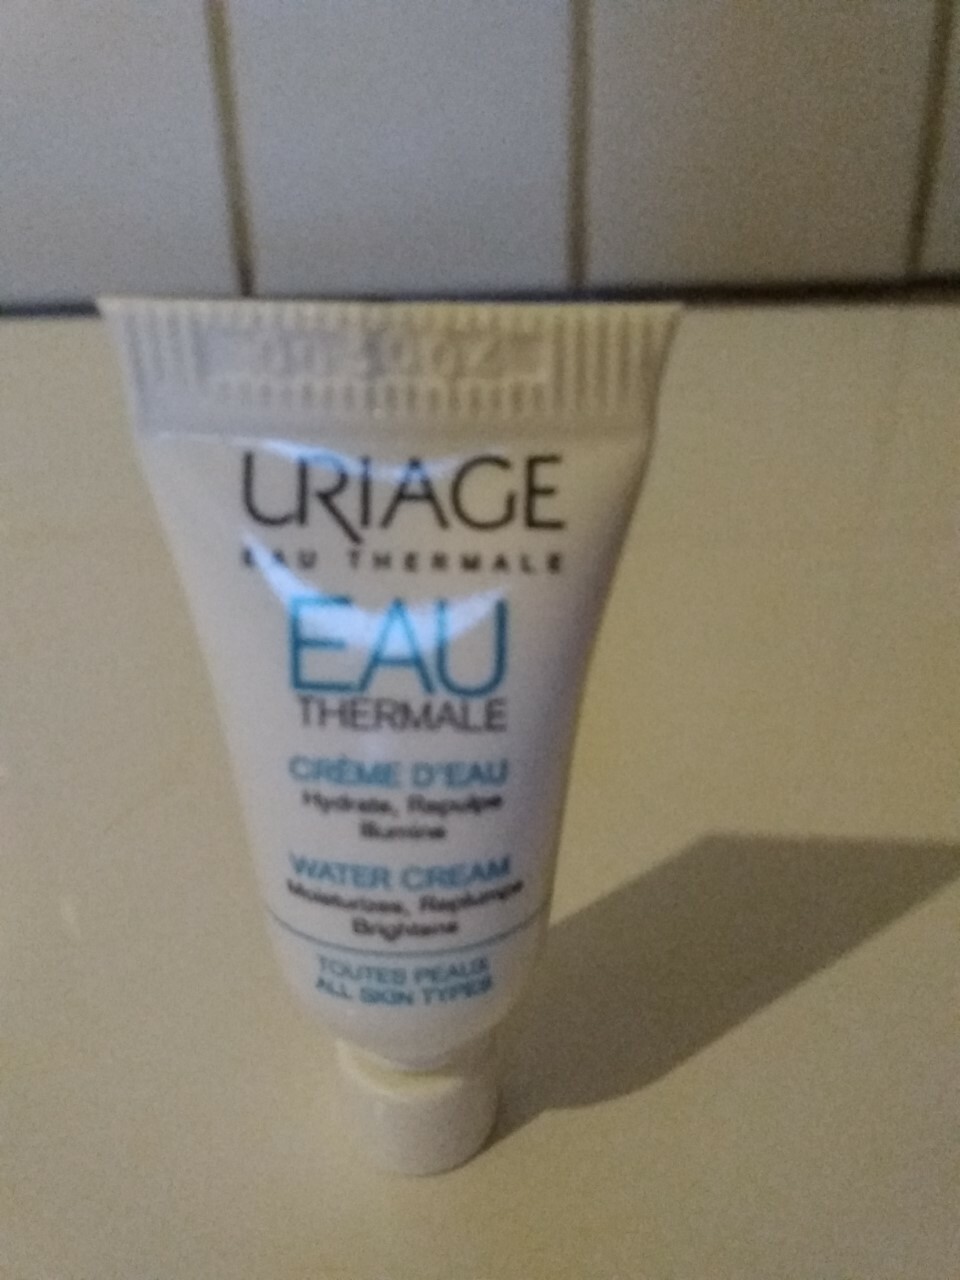 URIAGE
EAU THERMALE
EAU
THERMALE
CRÈME D'EAU
Hydrate, Repulpe
Illumine
WATER CREAM
Moisturizes, Replumps
Brightens
TOUTES PEAUX
ALL SKIN TYPES